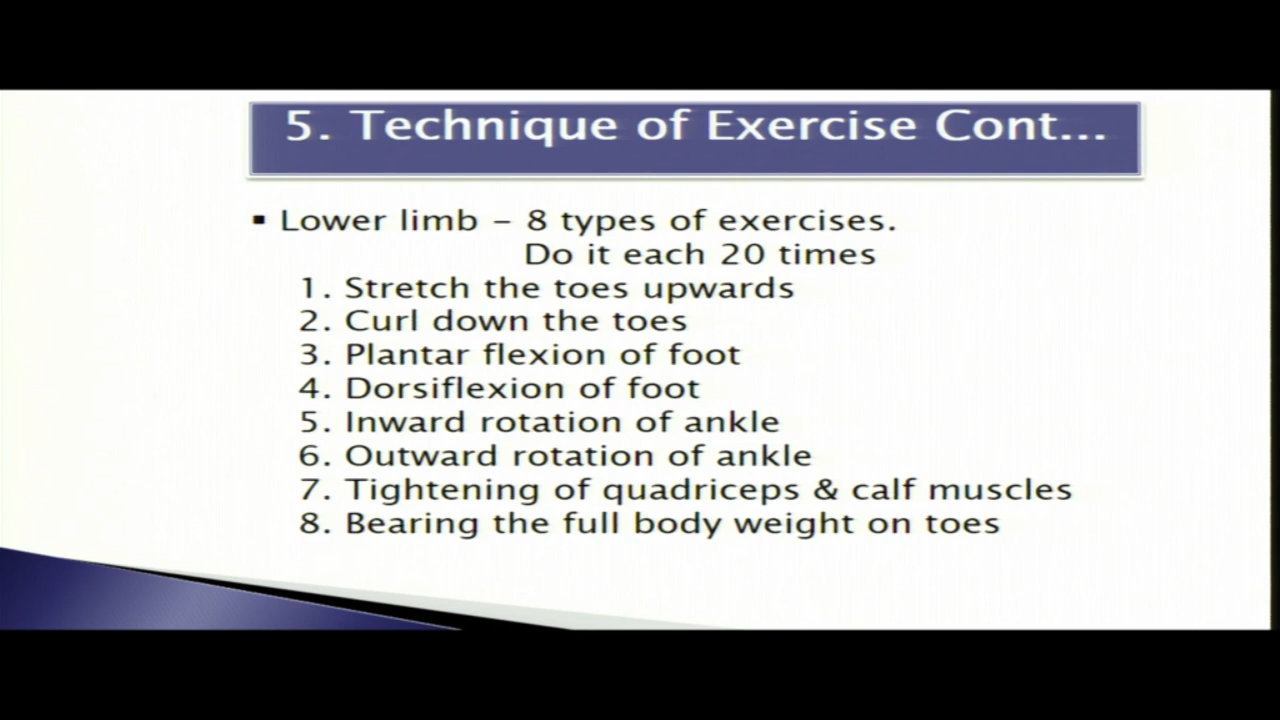 5. Technique of Exercise Cont...
▪ Lower limb – 8 types of exercises.
Do it each 20 times
1. Stretch the toes upwards
2. Curl down the toes
3. Plantar flexion of foot
4. Dorsiflexion of foot
5. Inward rotation of ankle
6. Outward rotation of ankle
7. Tightening of quadriceps & calf muscles
8. Bearing the full body weight on toes